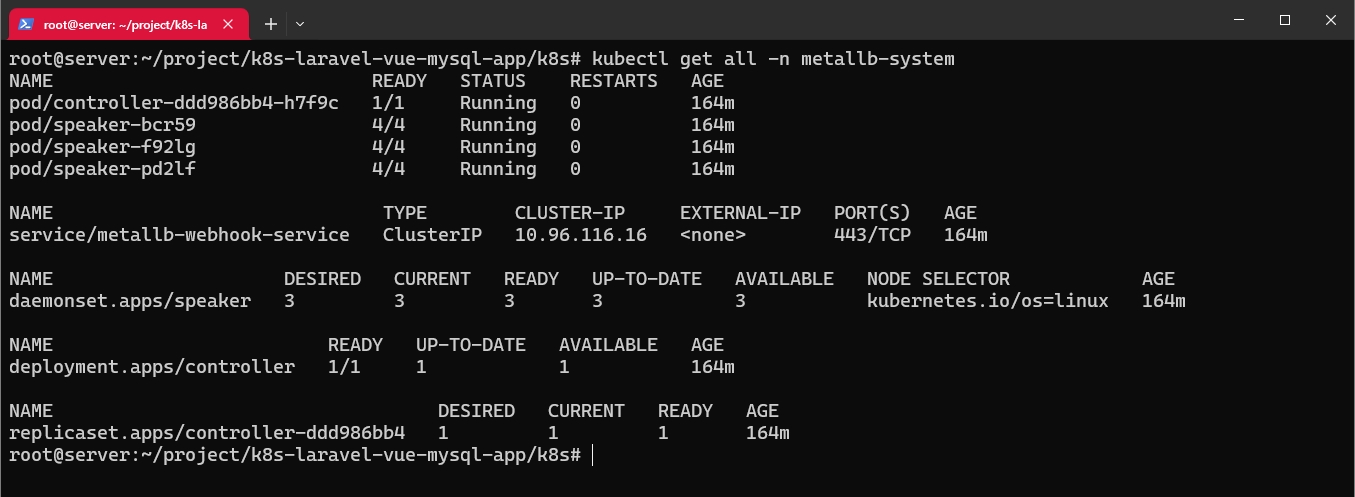 root@server: ~/project/k8s-la
root@server:~/project/k8s-laravel-vue-mysql-app/k8s# kubectl get all -n metallb-system
NAME READY STATUS RESTARTS AGE
pod/controller-ddd986bb4-h7f9c 1/1 Running 0 164m
pod/speaker-bcr59 4/4 Running 0 164m
pod/speaker-f92lg 4/4 Running 0 164m
pod/speaker-pd2lf 4/4 Running 0 164m
NAME TYPE CLUSTER-IP EXTERNAL-IP PORT(S) AGE
service/metallb-webhook-service ClusterIP 10.96.116.16 <none> 443/TCP 164m
NAME DESIRED CURRENT READY UP-TO-DATE AVAILABLE NODE SELECTOR AGE
daemonset.apps/speaker 3 3 3 3 3 kubernetes.io/os=linux 164m
NAME READY UP-TO-DATE AVAILABLE AGE
deployment.apps/controller 1/1 1 1 164m
NAME DESIRED CURRENT READY AGE
replicaset.apps/controller-ddd986bb4 1 1 1 164m
root@server:~/project/k8s-laravel-vue-mysql-app/k8s#